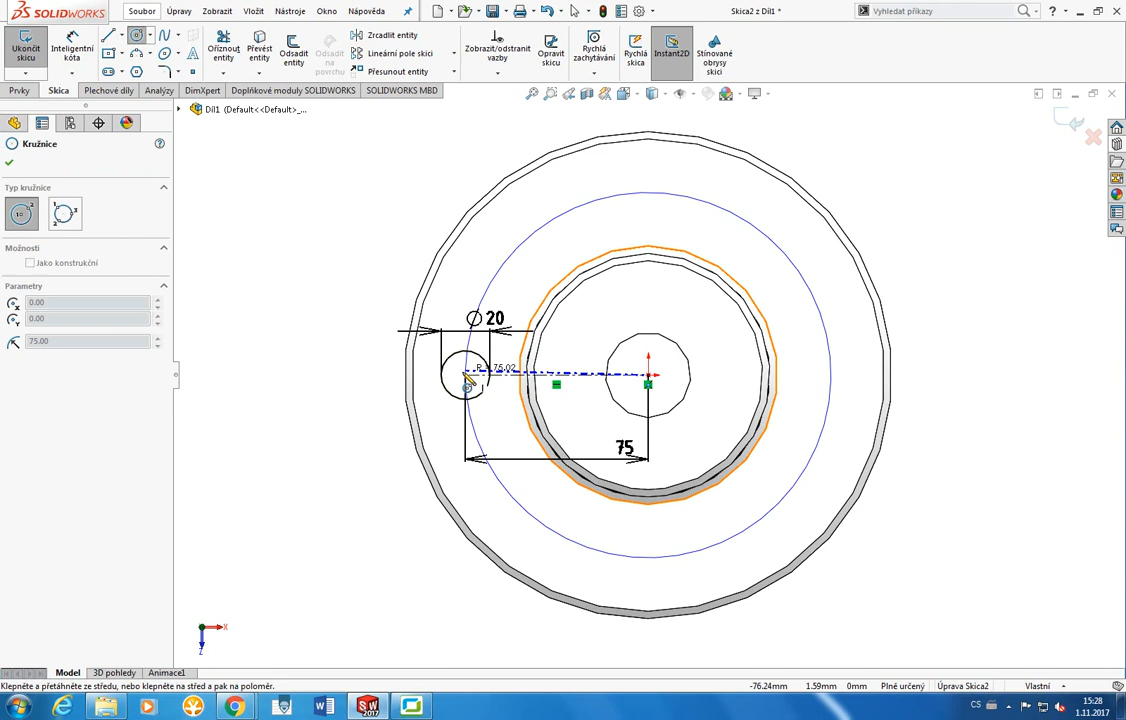 SOLIDWORKS
Soubor Úpravy Zobrazit Vložit Nástroje Okno Nápověda
Skica2 z Díl1 *
Vyhledat příkazy
Ukončit skicu
Inteligentní kóta
Oříznout entity
Převést entity
Odsadit entity
Odsadit na povrchu
Zrcadlit entity
Lineární pole skici
Přesunout entity
Zobrazit/odstranit vazby
Opravit skicu
Rychlá zachytávání
Rychlá skica
Instant2D
Stínované obrysy skici
Prvky Skica Plechové díly Analýzy DimXpert Doplňkové moduly SOLIDWORKS SOLIDWORKS MBD
Díl1 (Default<<Default>_...
Kružnice
Typ kružnice
Možnosti
Jako konstrukční
Parametry
0.00
0.00
75.00
∅ 20
R = 75.02
75
X
Z
Model 3D pohledy Animace1
Klepněte a přetáhněte ze středu, nebo klepněte na střed a pak na poloměr.
-76.24mm 1.59mm 0mm Plně určený Úprava Skica2 Vlastní
CS
15:28
1.11.2017